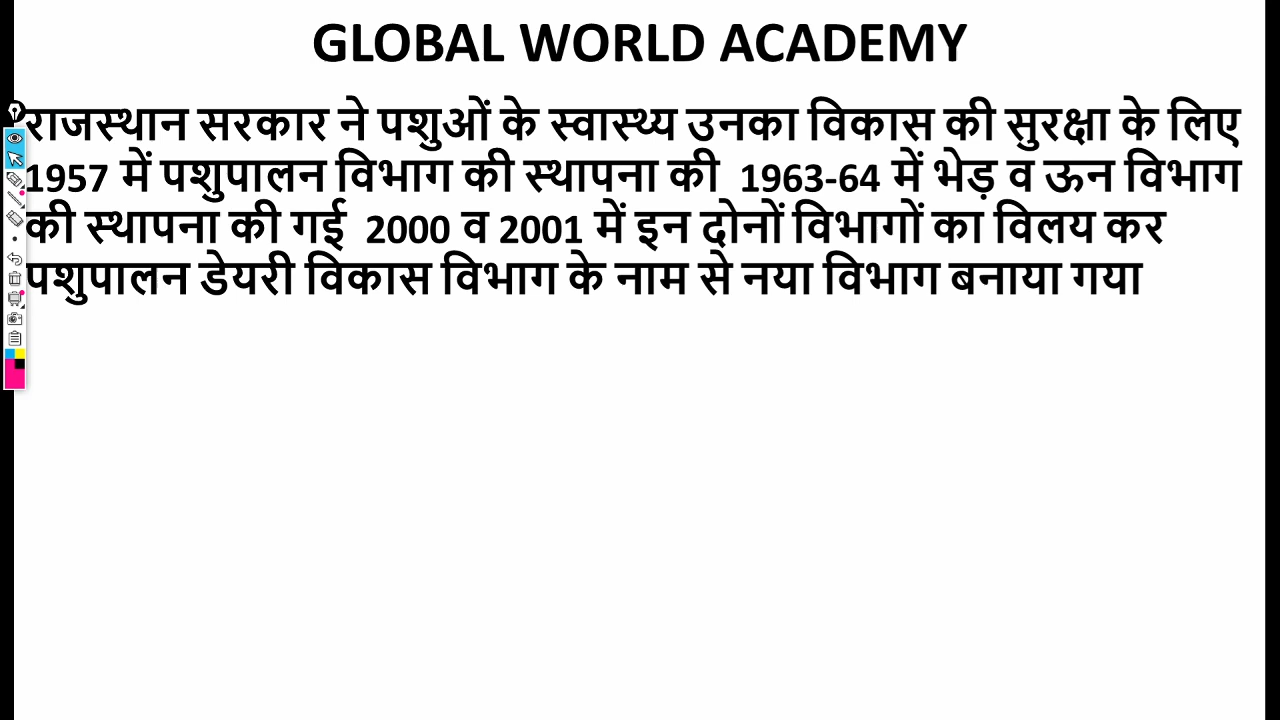 GLOBAL WORLD ACADEMY
राजस्थान सरकार ने पशुओं के स्वास्थ्य उनका विकास की सुरक्षा के लिए
1957 में पशुपालन विभाग की स्थापना की 1963-64 में भेड़ व ऊन विभाग
की स्थापना की गई 2000 व 2001 में इन दोनों विभागों का विलय कर
पशुपालन डेयरी विकास विभाग के नाम से नया विभाग बनाया गया